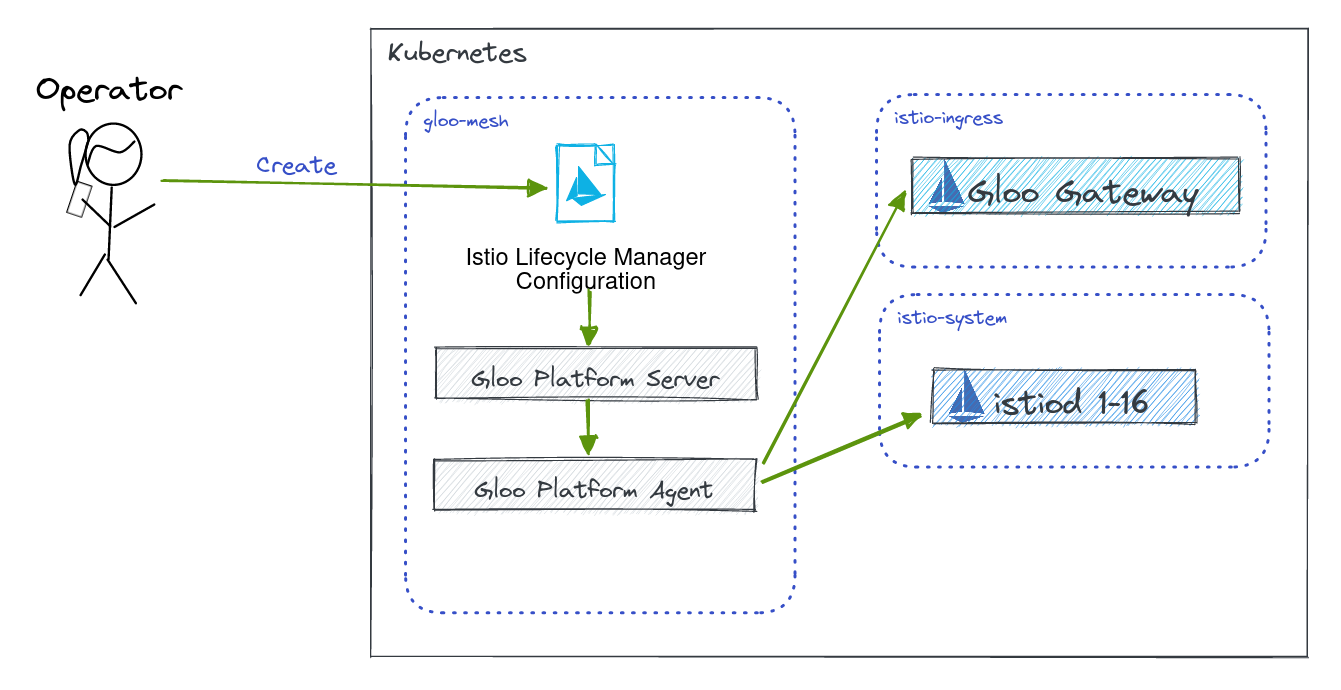 Kubernetes
Operator
gloo-mesh
istio-ingress
Create
Gloo Gateway
Istio Lifecycle Manager
Configuration
istio-system
Gloo Platform Server
istiod 1-16
Gloo Platform Agent